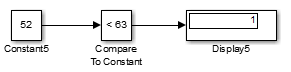 52
< 63
1
Constant5
Compare
To Constant
Display5